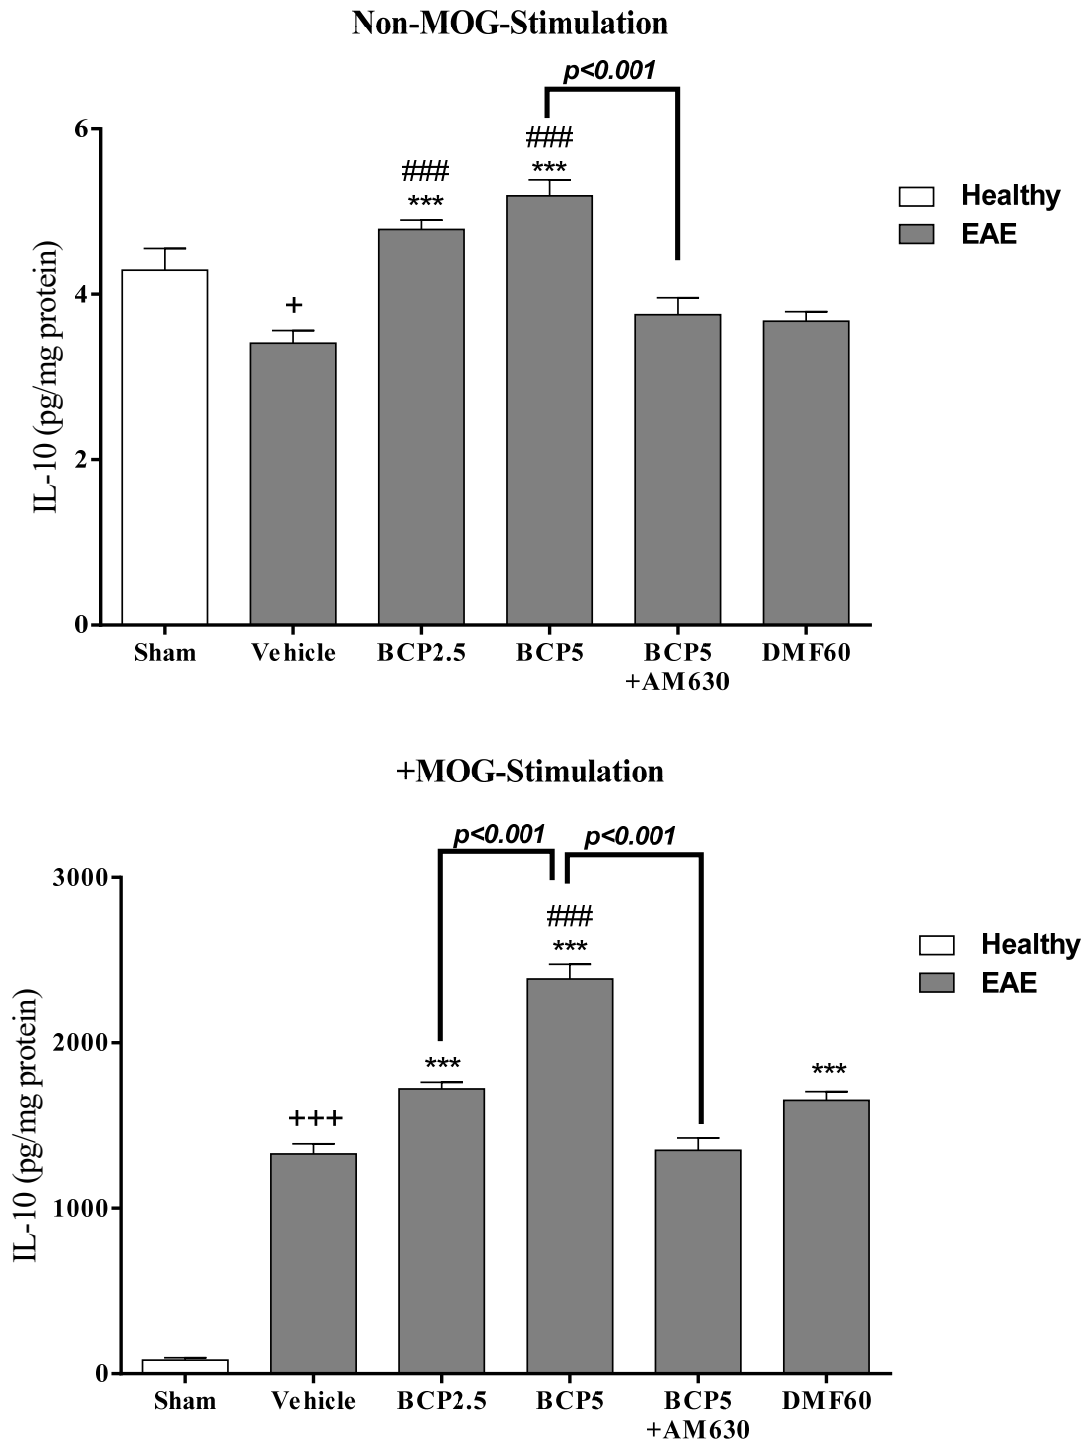 Non-MOG-Stimulation
p<0.001
IL-10 (pg/mg protein)
6
4
2
0
###
***
###
***
+
Healthy
EAE
Sham Vehicle BCP2.5 BCP5 BCP5 DMF60
+AM630
+MOG-Stimulation
p<0.001 p<0.001
IL-10 (pg/mg protein)
3000
2000
1000
0
###
***
***
***
+++
Healthy
EAE
Sham Vehicle BCP2.5 BCP5 BCP5 DMF60
+AM630